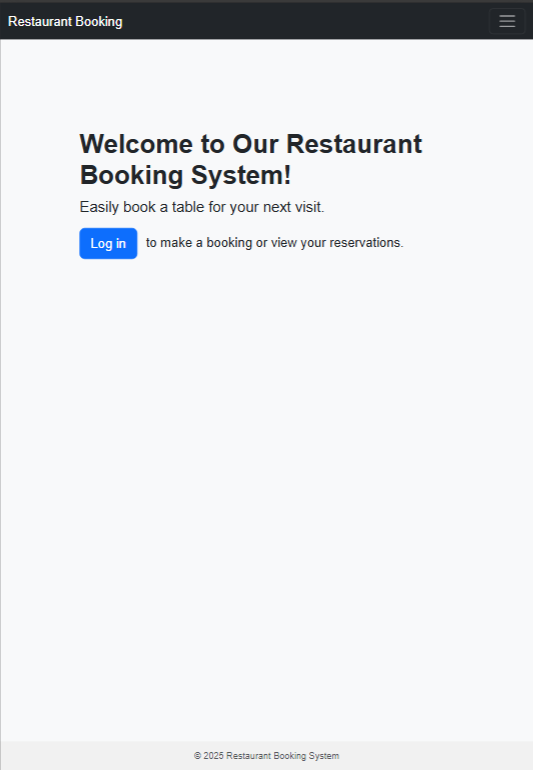 Restaurant Booking
Welcome to Our Restaurant
Booking System!
Easily book a table for your next visit.
Log in to make a booking or view your reservations.
© 2025 Restaurant Booking System